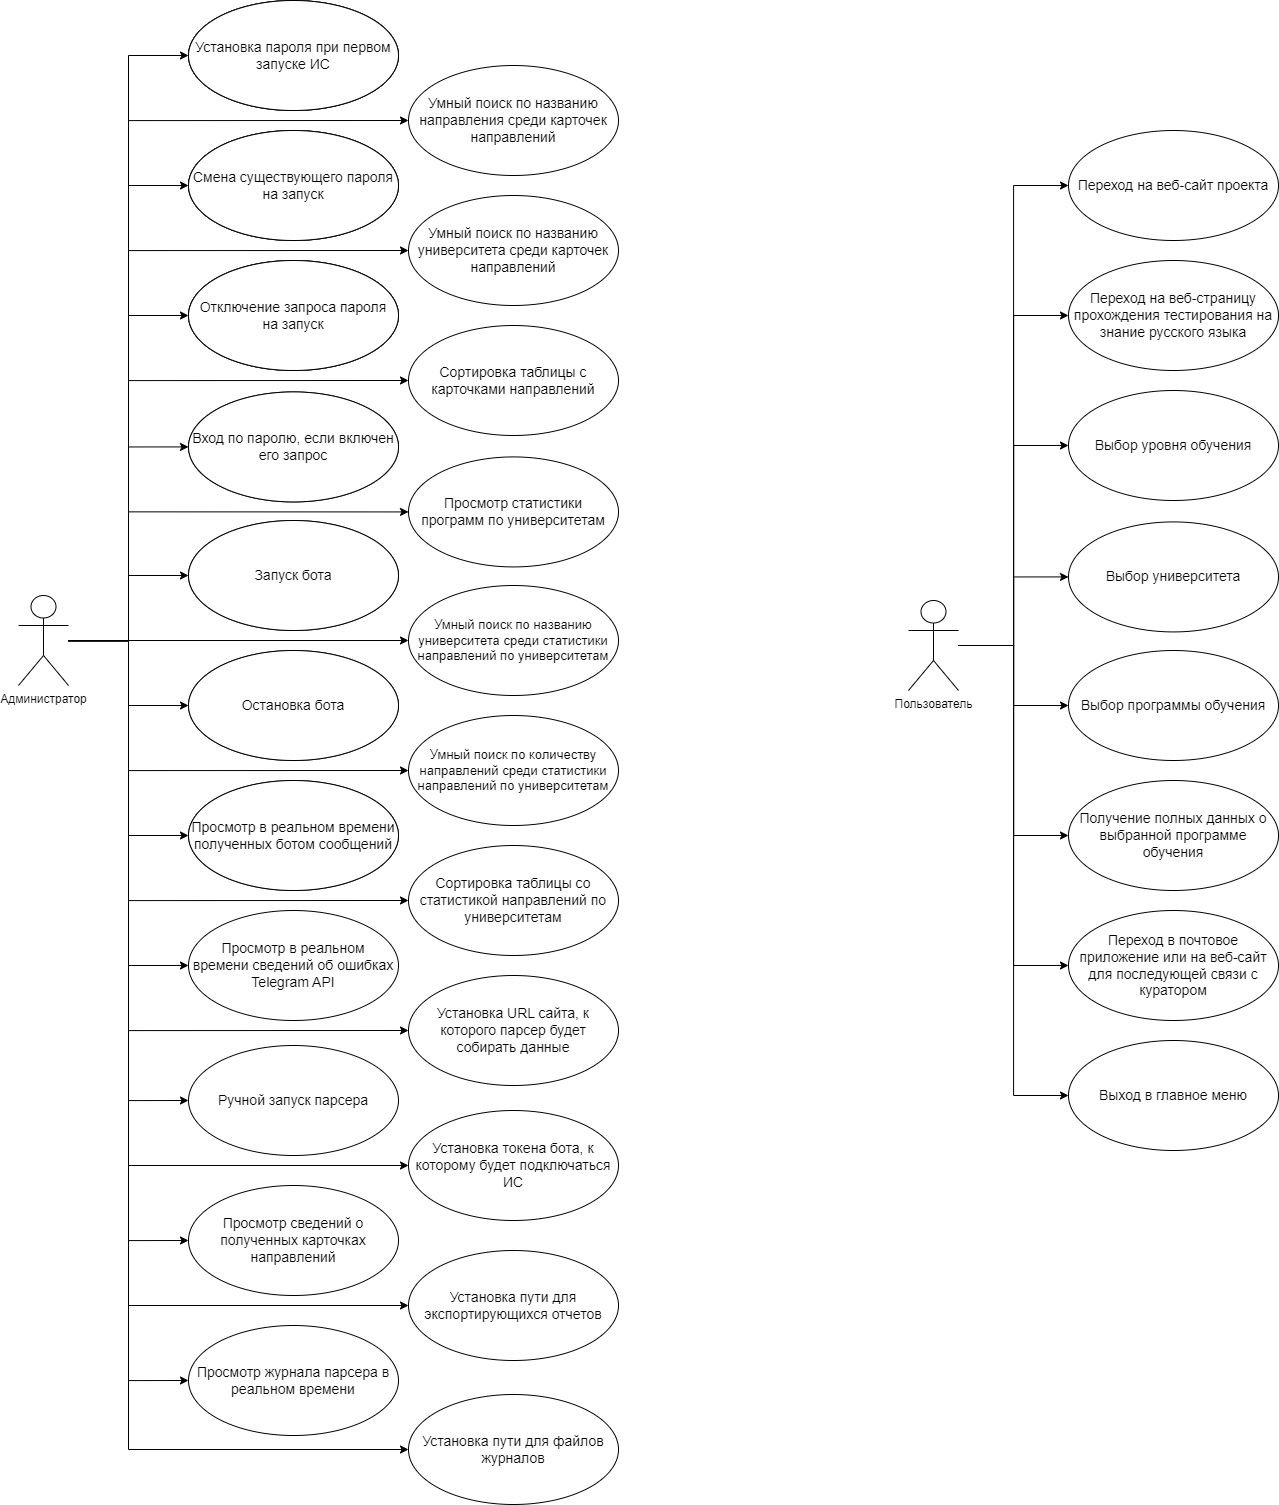 Установка пароля при первом
запуске ИС
Умный поиск по названию
направления среди карточек
направлений
Смена существующего пароля
на запуск
Умный поиск по названию
университета среди карточек
направлений
Отключение запроса пароля
на запуск
Сортировка таблицы с
карточками направлений
Вход по паролю, если включен
его запрос
Просмотр статистики
программ по университетам
Запуск бота
Умный поиск по названию
университета среди статистики
направлений по университетам
Администратор
Остановка бота
Умный поиск по количеству
направлений среди статистики
направлений по университетам
Просмотр в реальном времени
полученных ботом сообщений
Сортировка таблицы со
статистикой направлений по
университетам
Просмотр в реальном
времени сведений об ошибках
Telegram API
Установка URL сайта, к
которого парсер будет
собирать данные
Ручной запуск парсера
Установка токена бота, к
которому будет подключаться
ИС
Просмотр сведений о
полученных карточках
направлений
Установка пути для
экспортирующихся отчетов
Просмотр журнала парсера в
реальном времени
Установка пути для файлов
журналов
Переход на веб-сайт проекта
Переход на веб-страницу
прохождения тестирования на
знание русского языка
Выбор уровня обучения
Выбор университета
Пользователь
Выбор программы обучения
Получение полных данных о
выбранной программе
обучения
Переход в почтовое
приложение или на веб-сайт
для последующей связи с
куратором
Выход в главное меню